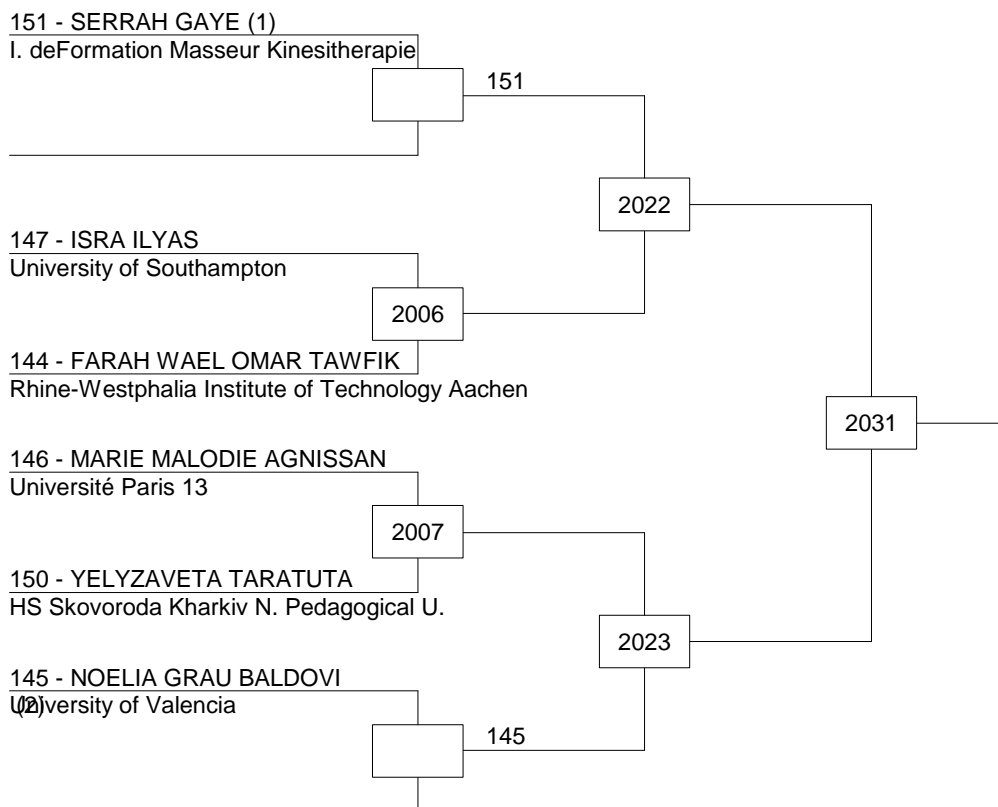 151 - SERRAH GAYE (1)
I. deFormation Masseur Kinesitherapie
151
2022
147 - ISRA ILYAS
University of Southampton
2006
144 - FARAH WAEL OMAR TAWFIK
Rhine-Westphalia Institute of Technology Aachen
2031
146 - MARIE MALODIE AGNISSAN
Université Paris 13
2007
150 - YELYZAVETA TARATUTA
HS Skovoroda Kharkiv N. Pedagogical U.
2023
145 - NOELIA GRAU BALDOVI
(2)
University of Valencia
145